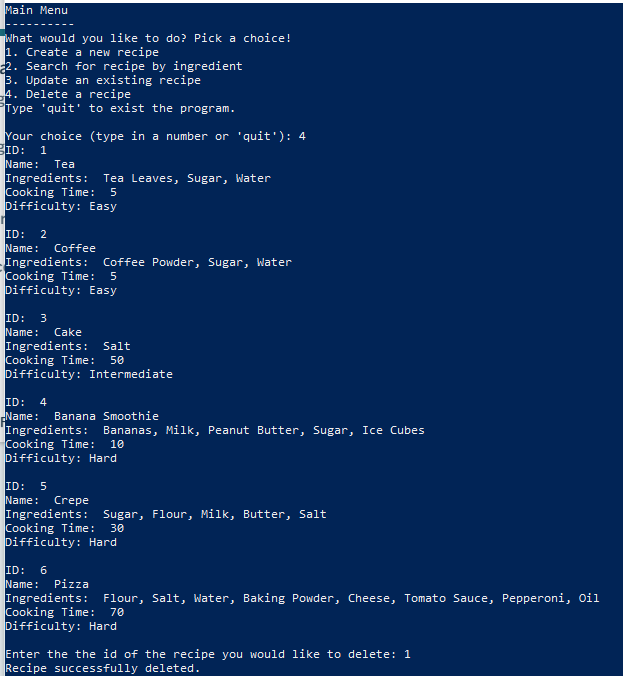 Main Menu
----------
What would you like to do? Pick a choice!
1. Create a new recipe
2. Search for recipe by ingredient
3. Update an existing recipe
4. Delete a recipe
Type 'quit' to exist the program.
Your choice (type in a number or 'quit'): 4
ID:  1
Name:  Tea
Ingredients:  Tea Leaves, Sugar, Water
Cooking Time:  5
Difficulty: Easy
ID:  2
Name:  Coffee
Ingredients:  Coffee Powder, Sugar, Water
Cooking Time:  5
Difficulty: Easy
ID:  3
Name:  Cake
Ingredients:  Salt
Cooking Time:  50
Difficulty: Intermediate
ID:  4
Name:  Banana Smoothie
Ingredients:  Bananas, Milk, Peanut Butter, Sugar, Ice Cubes
Cooking Time:  10
Difficulty: Hard
ID:  5
Name:  Crepe
Ingredients:  Sugar, Flour, Milk, Butter, Salt
Cooking Time:  30
Difficulty: Hard
ID:  6
Name:  Pizza
Ingredients:  Flour, Salt, Water, Baking Powder, Cheese, Tomato Sauce, Pepperoni, Oil
Cooking Time:  70
Difficulty: Hard
Enter the the id of the recipe you would like to delete: 1
Recipe successfully deleted.